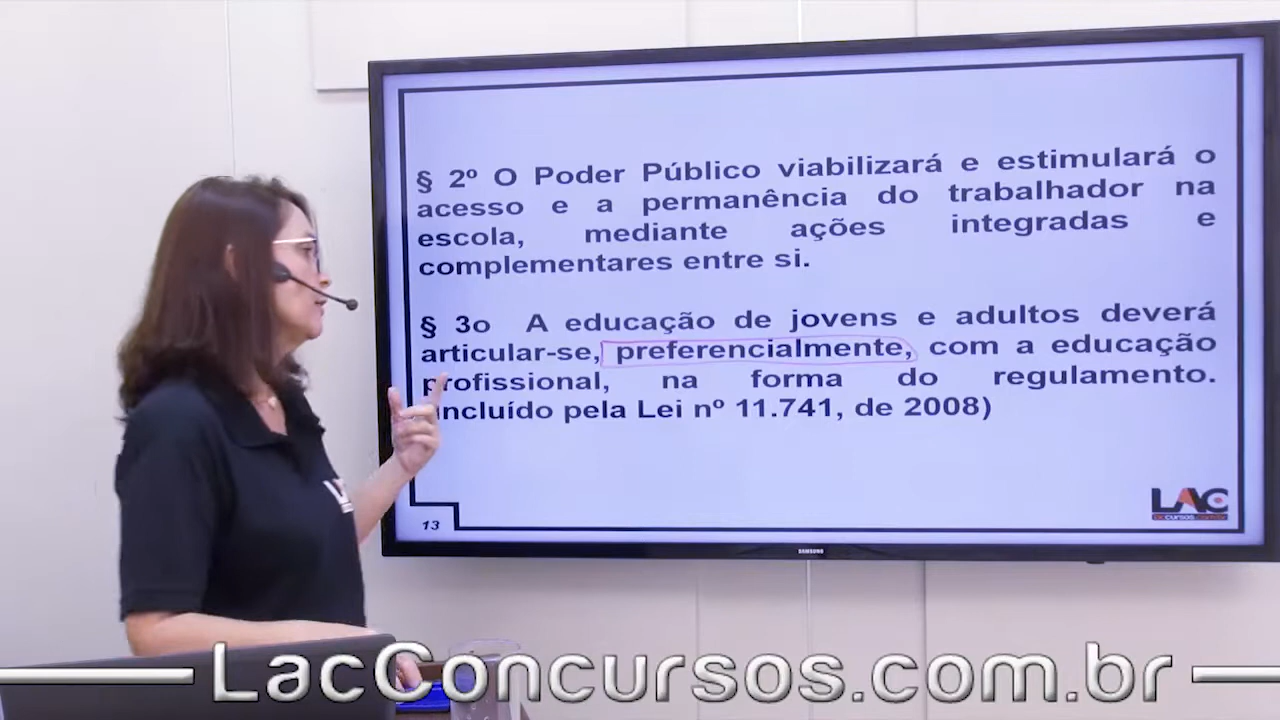 § 2º O Poder Público viabilizará e estimulará o
acesso e a permanência do trabalhador na
escola, mediante ações integradas e
complementares entre si.
§ 3o A educação de jovens e adultos deverá
articular-se, preferencialmente, com a educação
profissional, na forma do regulamento.
incluído pela Lei nº 11.741, de 2008)
13
LAC
SAMSUNG
LacConcursos.com.br